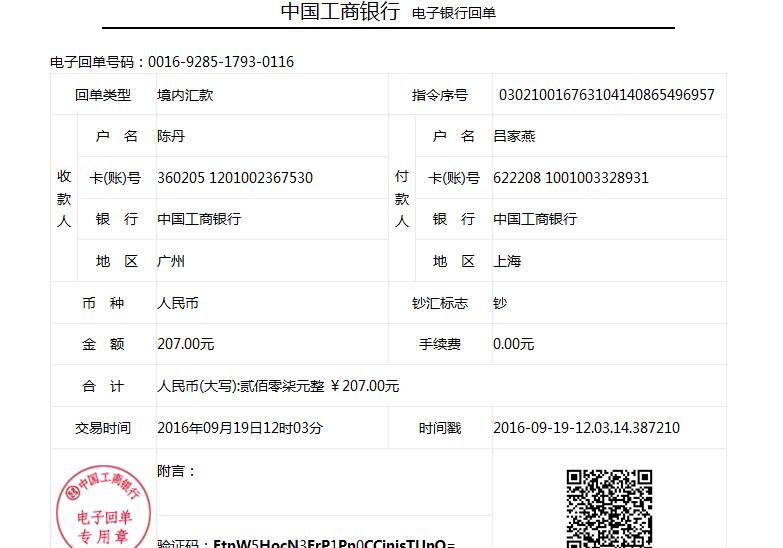 中国工商银行 电子银行回单
电子回单号码：0016-9285-1793-0116
回单类型 境内汇款 指令序号 030210016763104140865496957
收款人 户 名 陈丹 付款人 户 名 吕家燕
卡(账)号 360205 1201002367530 卡(账)号 622208 1001003328931
银 行 中国工商银行 银 行 中国工商银行
地 区 广州 地 区 上海
币 种 人民币 钞汇标志 钞
金 额 207.00元 手续费 0.00元
合 计 人民币(大写):贰佰零柒元整 ￥207.00元
交易时间 2016年09月19日12时03分 时间戳 2016-09-19-12.03.14.387210
附言：
中国工商银行
电子回单
专用章
验证码：